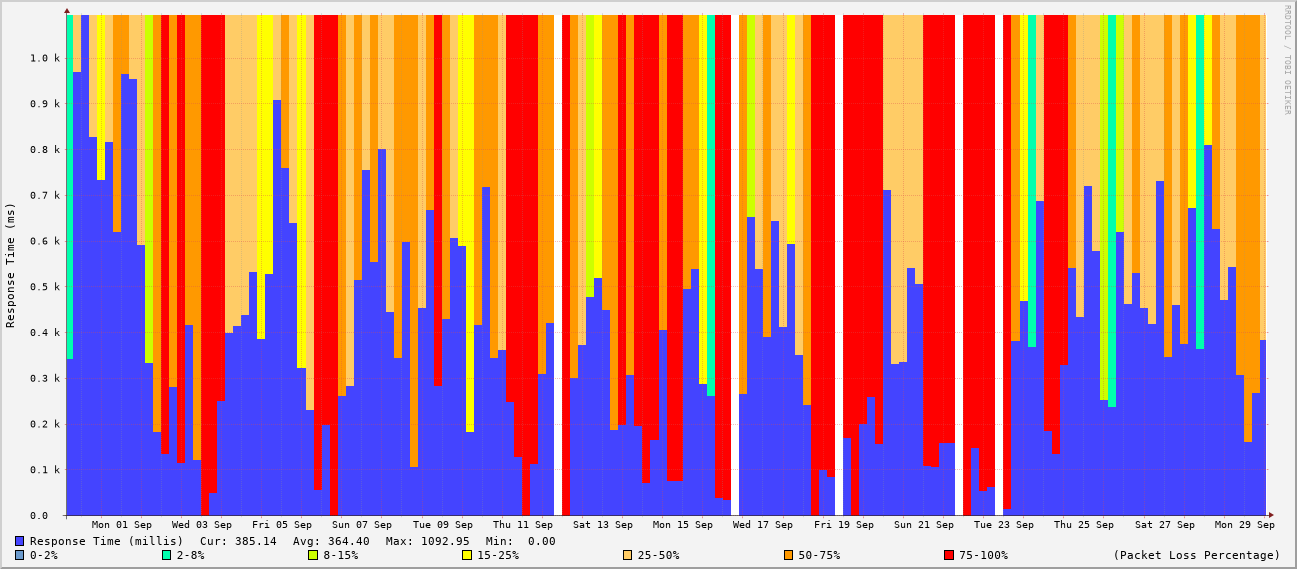 RRDTOOL / TOBI OETIKER
Response Time (ms)
1.0 k
0.9 k
0.8 k
0.7 k
0.6 k
0.5 k
0.4 k
0.3 k
0.2 k
0.1 k
0.0
Mon 01 Sep Wed 03 Sep Fri 05 Sep Sun 07 Sep Tue 09 Sep Thu 11 Sep Sat 13 Sep Mon 15 Sep Wed 17 Sep Fri 19 Sep Sun 21 Sep Tue 23 Sep Thu 25 Sep Sat 27 Sep Mon 29 Sep
Response Time (millis) Cur: 385.14 Avg: 364.40 Max: 1092.95 Min: 0.00
0-2% 2-8% 8-15% 15-25% 25-50% 50-75% 75-100% (Packet Loss Percentage)